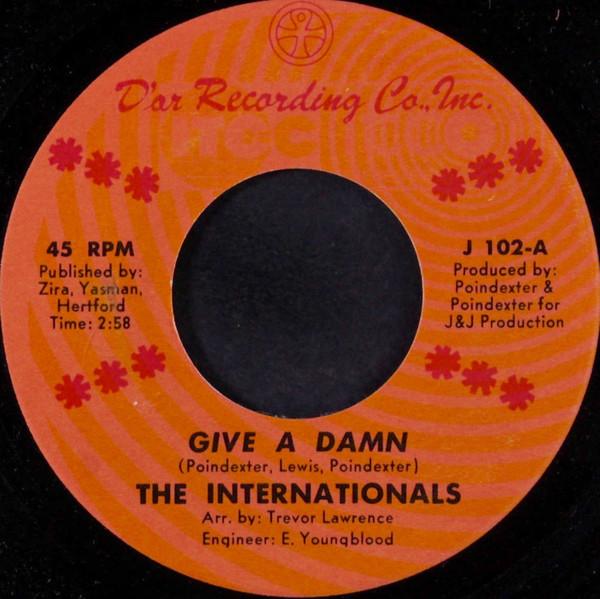 D'or Recording Co., Inc.
45 RPM
Published by:
Zira, Yasman,
Hertford
Time: 2:58
J 102-A
Produced by:
Poindexter &
Poindexter for
J&J Production
GIVE A DAMN
(Poindexter, Lewis, Poindexter)
THE INTERNATIONALS
Arr. by: Trevor Lawrence
Engineer: E. Youngblood